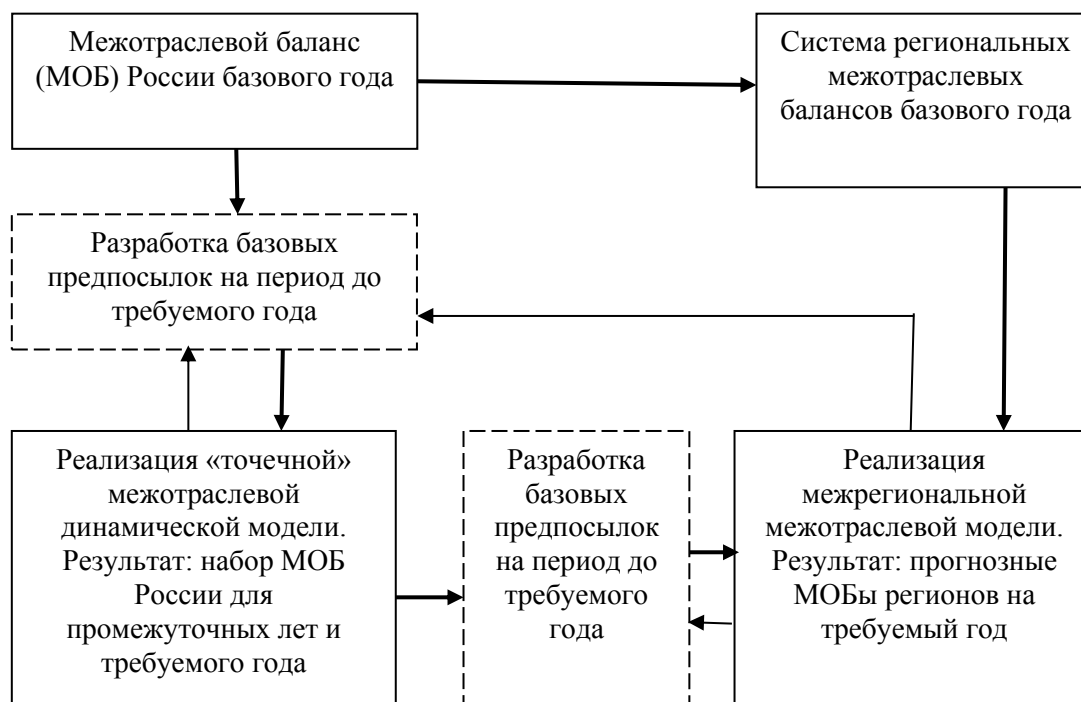 Межотраслевой баланс
(МОБ) России базового года
Система региональных
межотраслевых
балансов базового года
Разработка базовых
предпосылок на период до
требуемого года
Реализация «точечной»
межотраслевой
динамической модели.
Результат: набор МОБ
России для
промежуточных лет и
требуемого года
Разработка
базовых
предпосылок
на период до
требуемого
года
Реализация
межрегиональной
межотраслевой модели.
Результат: прогнозные
МОБы регионов на
требуемый год